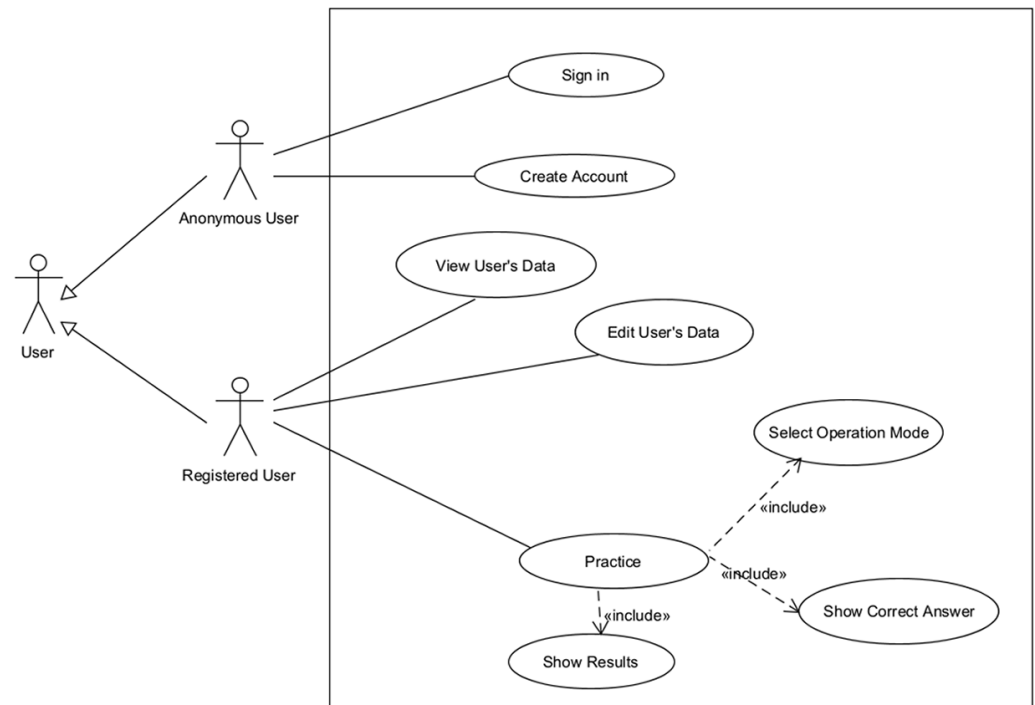 Sign in
Create Account
Anonymous User
View User's Data
Edit User's Data
User
Select Operation Mode
Registered User
«include»
Practice
«include»
Show Correct Answer
«include»
Show Results